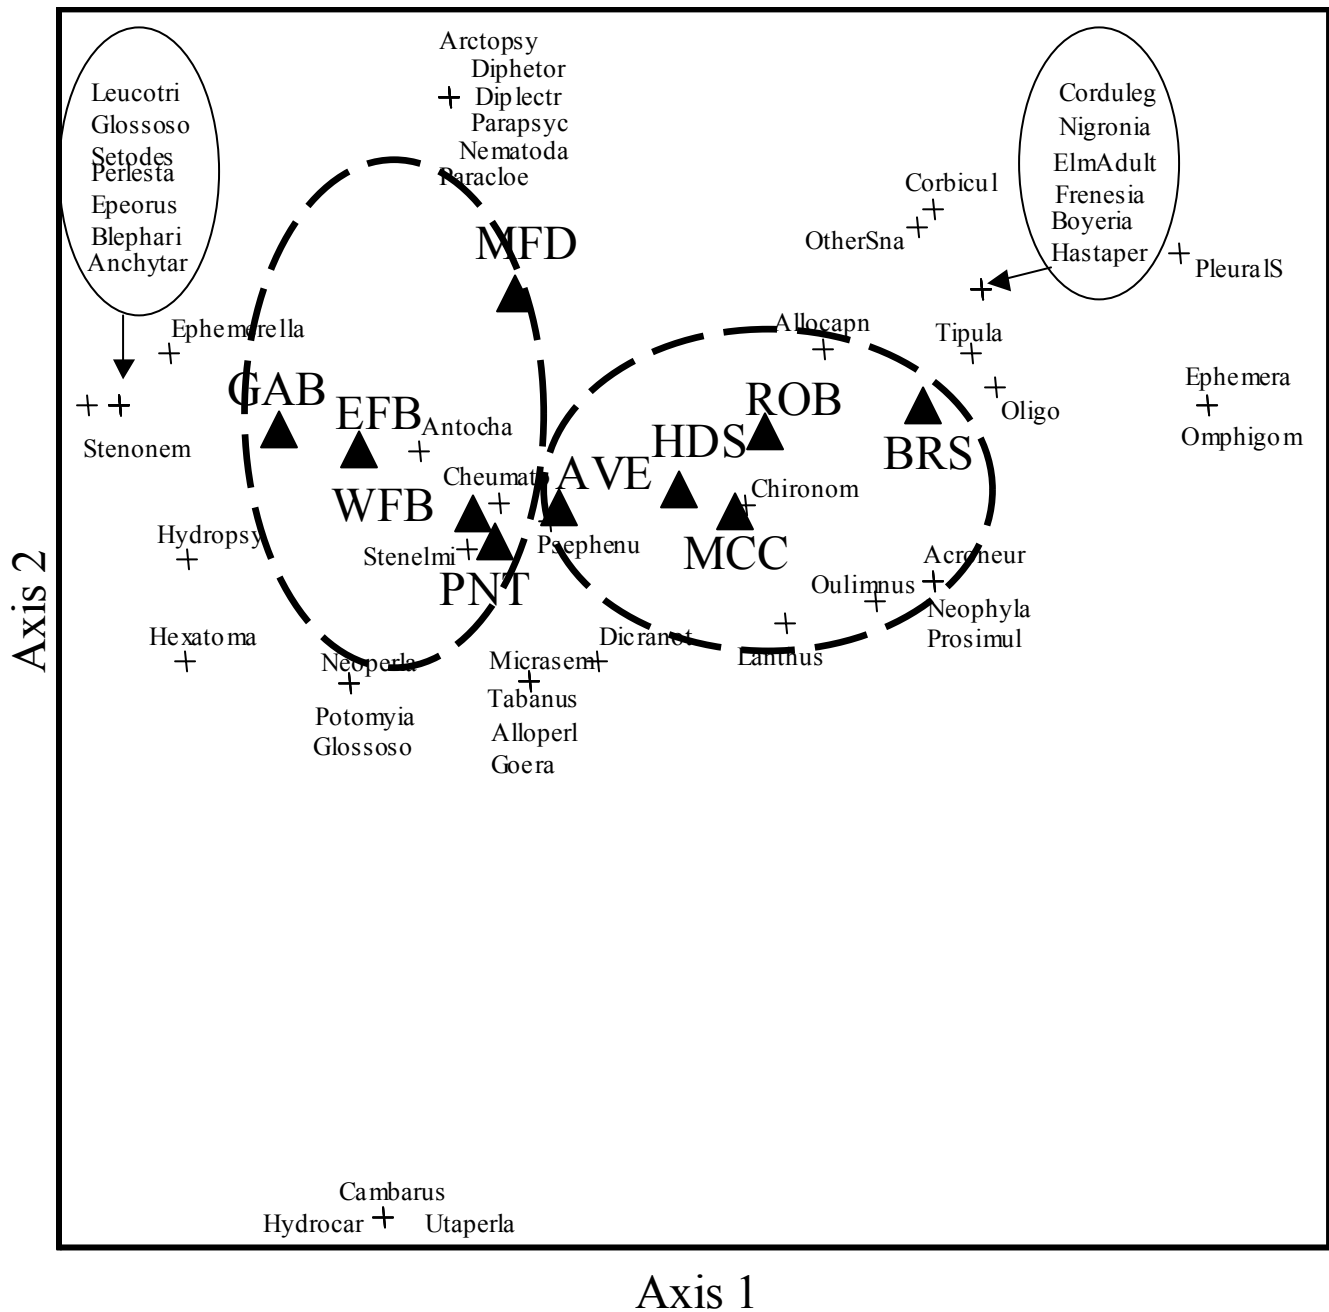 Arctopsy
Diphetor
Diplectr
Parapsyc
Nematoda
Paracloe
Leucotri
Glossoso
Setodes
Perlesta
Epeorus
Blephari
Anchytar
Corduleg
Nigronia
ElmAdult
Frenesia
Boyeria
Hastaper
Corbicul
OtherSna
PleuralS
MFD
Ephemerella
Allocapn
Tipula
GAB
EFB
ROB
Ephemera
Oligo
Omphigom
Stenonem
Antocha
HDS
BRS
Cheumato
AVE
Chironom
WFB
Hydropsy
Stenelmi
Psephenu
MCC
Acroneur
PNT
Oulimnus
Neophyla
Prosimul
Hexatoma
Dicranot
Lanthus
Neoperla
Micrasem
Tabanus
Potomyia
Glossoso
Alloperl
Goera
Cambarus
Hydrocar
Utaperla
Axis 2
Axis 1